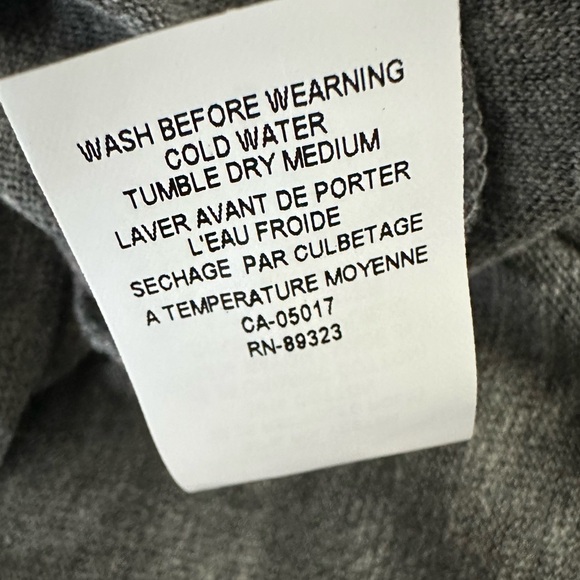 WASH BEFORE WEARNING
COLD WATER
TUMBLE DRY MEDIUM
LAVER AVANT DE PORTER
L'EAU FROIDE
SECHAGE PAR CULBETAGE
A TEMPERATURE MOYENNE
CA-05017
RN-89323